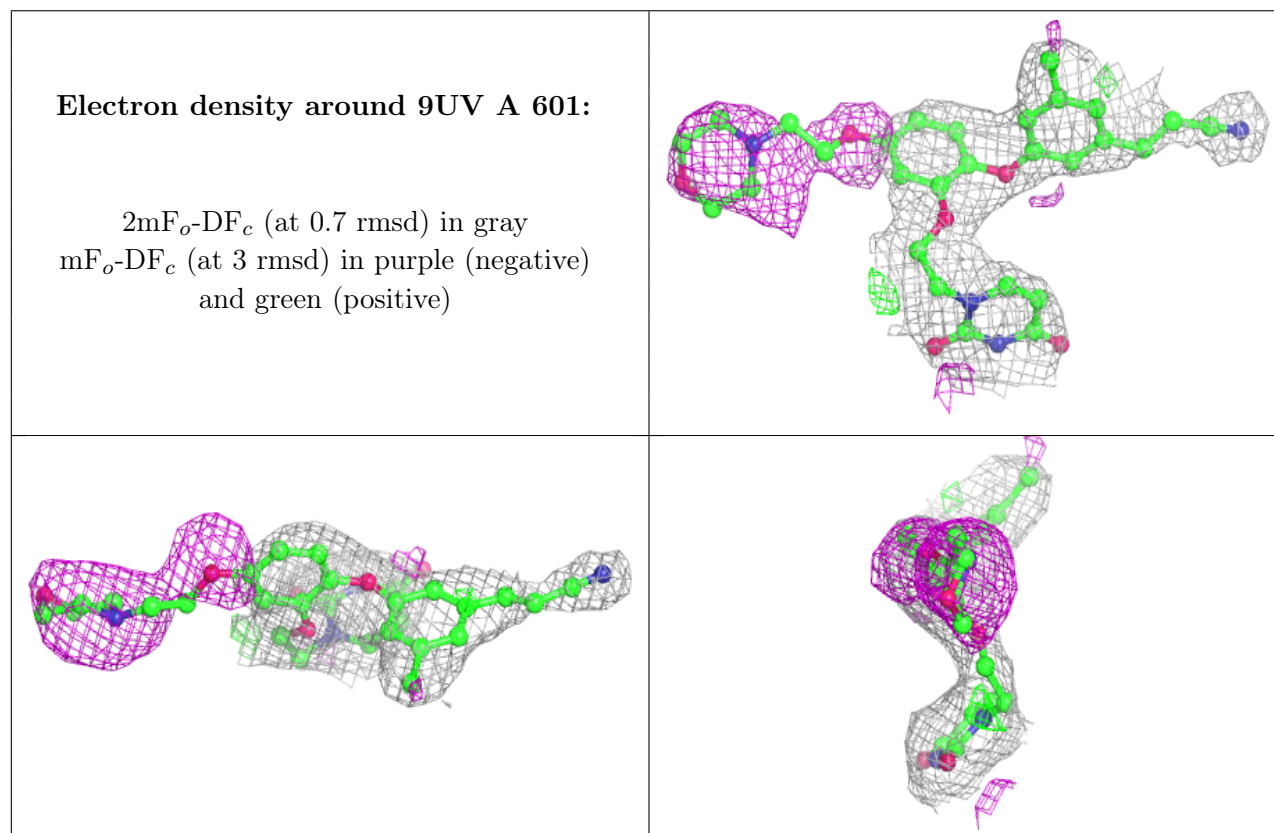 Electron density around 9UV A 601:
2mFo-DFc (at 0.7 rmsd) in gray
mFo-DFc (at 3 rmsd) in purple (negative)
and green (positive)